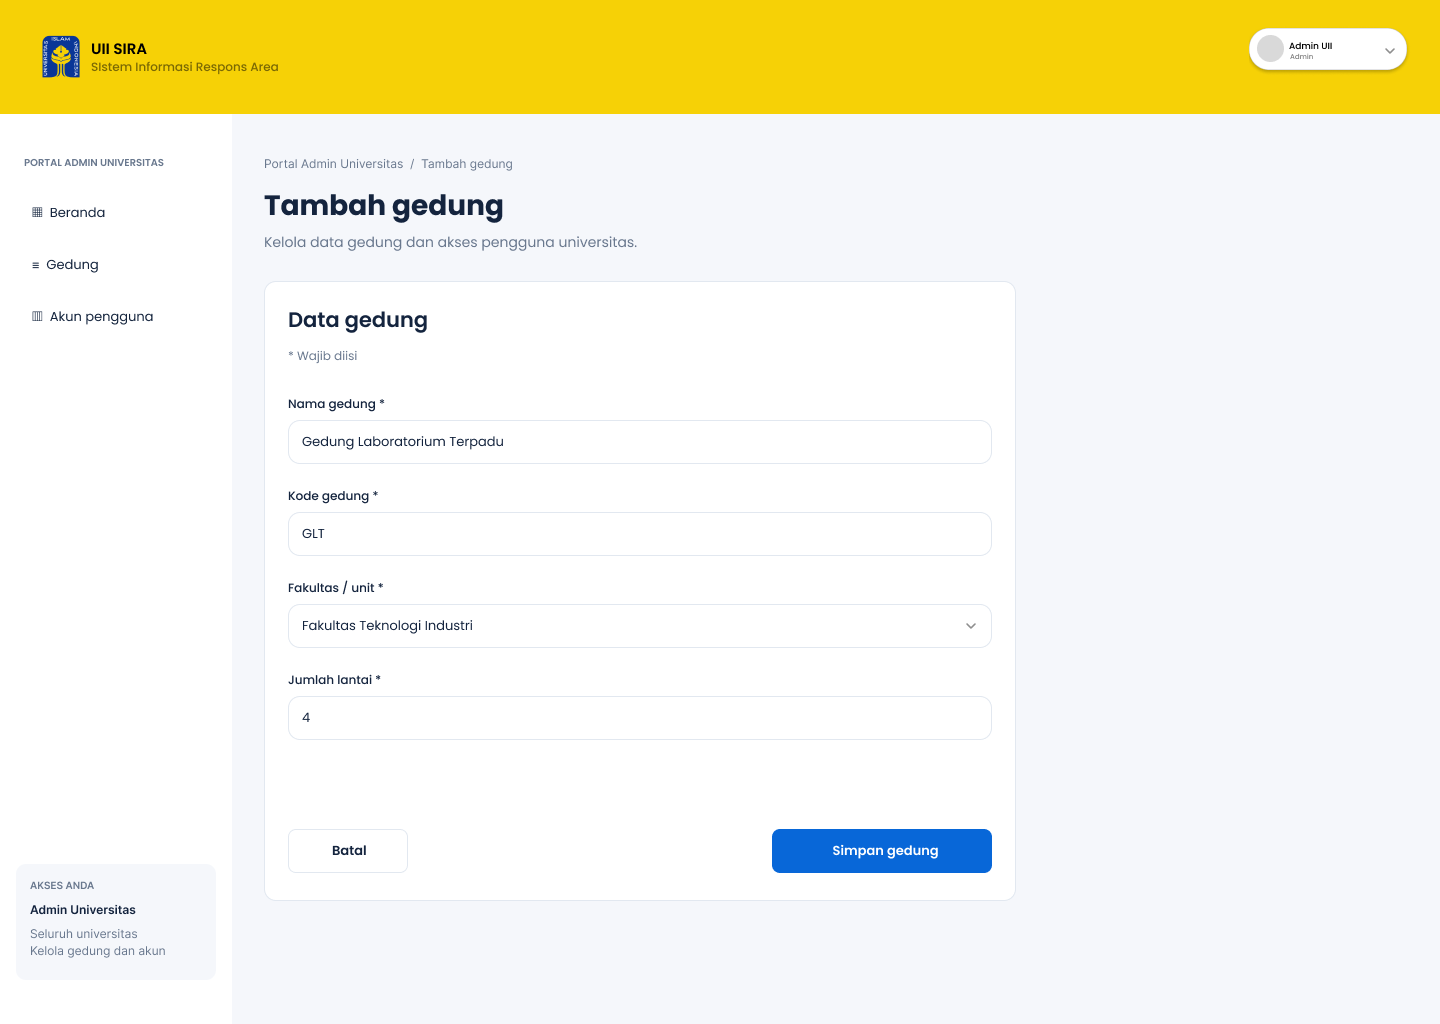 UNIVERSITAS ISLAM INDONESIA
UII SIRA
SIstem Informasi Respons Area
Admin UII
Admin
PORTAL ADMIN UNIVERSITAS
Beranda
Gedung
Akun pengguna
AKSES ANDA
Admin Universitas
Seluruh universitas
Kelola gedung dan akun
Portal Admin Universitas / Tambah gedung
Tambah gedung
Kelola data gedung dan akses pengguna universitas.
Data gedung
* Wajib diisi
Nama gedung *
Gedung Laboratorium Terpadu
Kode gedung *
GLT
Fakultas / unit *
Fakultas Teknologi Industri
Jumlah lantai *
4
Batal
Simpan gedung